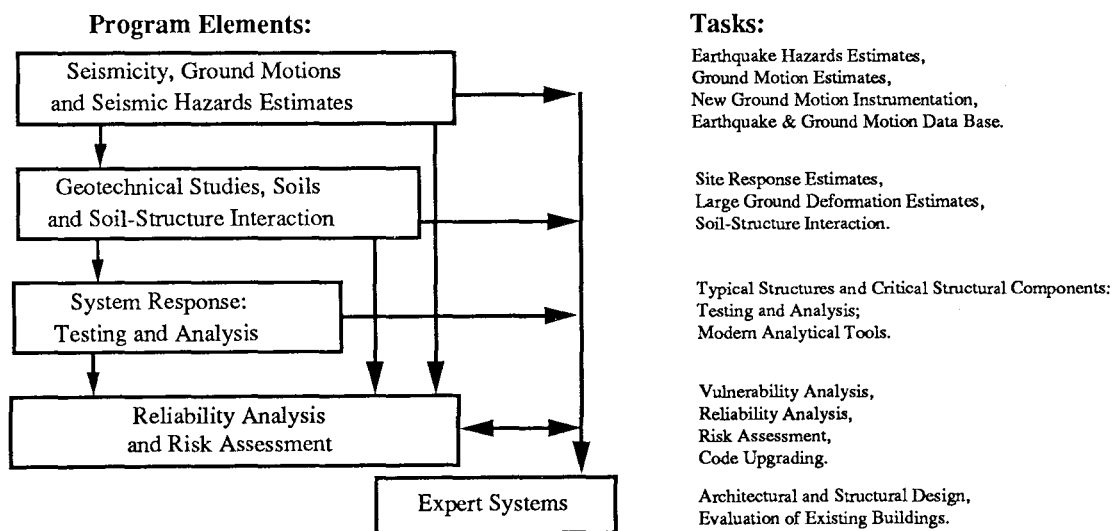 Program Elements:
Seismicity, Ground Motions
and Seismic Hazards Estimates
Geotechnical Studies, Soils
and Soil-Structure Interaction
System Response:
Testing and Analysis
Reliability Analysis
and Risk Assessment
Expert Systems
Tasks:
Earthquake Hazards Estimates,
Ground Motion Estimates,
New Ground Motion Instrumentation,
Earthquake & Ground Motion Data Base.
Site Response Estimates,
Large Ground Deformation Estimates,
Soil-Structure Interaction.
Typical Structures and Critical Structural Components:
Testing and Analysis;
Modern Analytical Tools.
Vulnerability Analysis,
Reliability Analysis,
Risk Assessment,
Code Upgrading.
Architectural and Structural Design,
Evaluation of Existing Buildings.